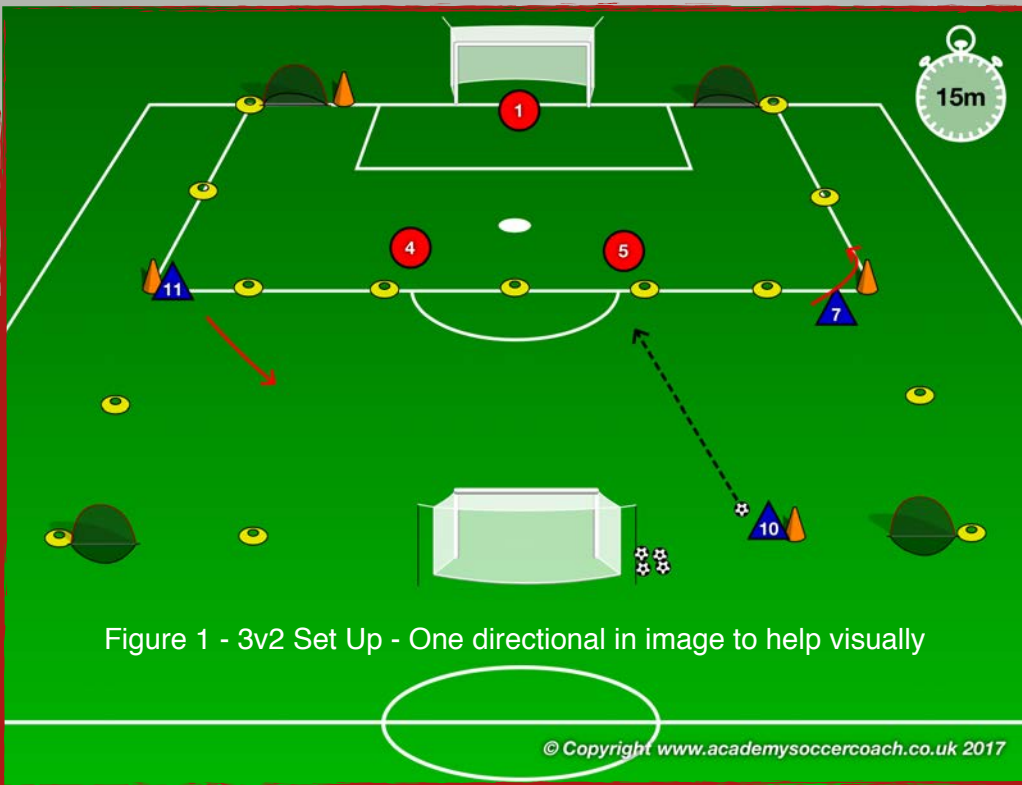 15m
1
4
5
11
7
10
Figure 1 - 3v2 Set Up - One directional in image to help visually
© Copyright www.academysoccercoach.co.uk 2017